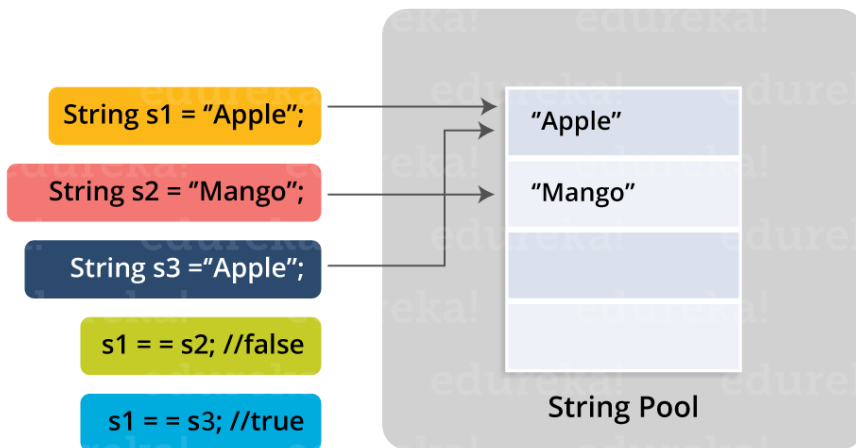 String s1 = “Apple”;
String s2 = “Mango”;
String s3 =“Apple”;
s1 = = s2; //false
s1 = = s3; //true
“Apple”
“Mango”
String Pool
edureka!